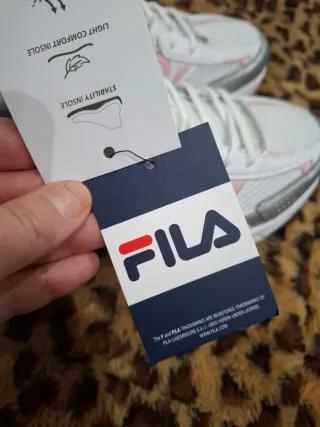 LIGHT COMFORT INSOLE
STABILITY INSOLE
FILA
The F and FILA TRADEMARKS ARE REGISTERED TRADEMARKS OF
FILA LUXEMBOURG S.A.R.L USED HEREIN UNDER LICENSE.
WWW.FILA.COM